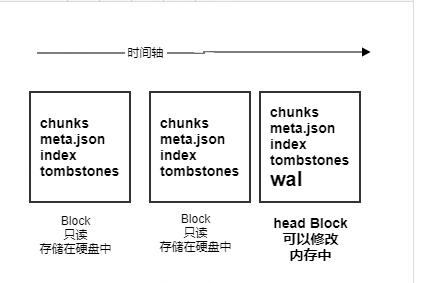 时间轴
chunks
meta.json
index
tombstones
chunks
meta.json
index
tombstones
chunks
meta.json
index
tombstones
wal
Block
只读
存储在硬盘中
Block
只读
存储在硬盘中
head Block
可以修改
内存中